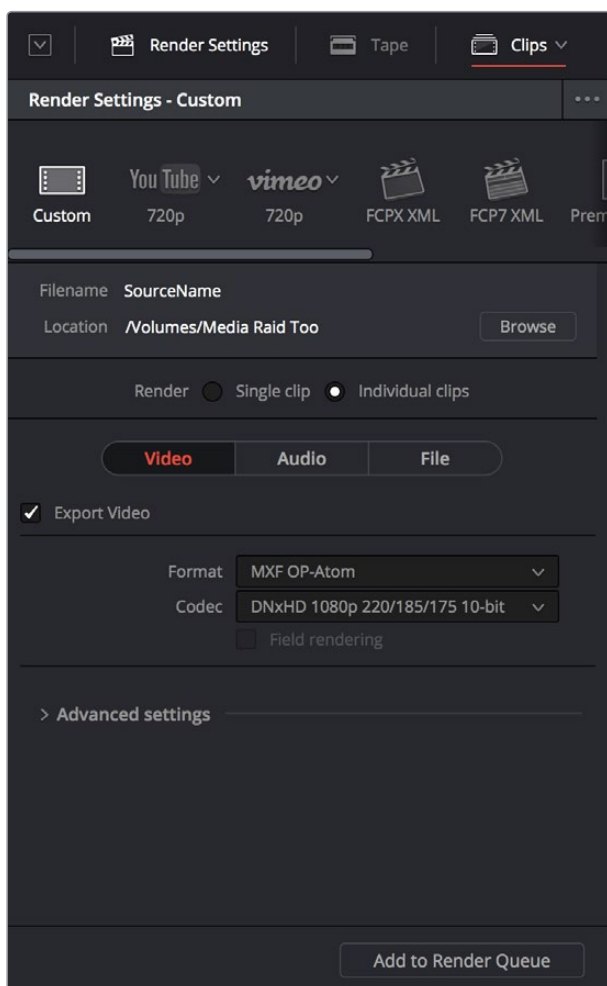 Render Settings Tape Clips
Render Settings - Custom
You Tube vimeo
Custom 720p 720p FCPX XML FCP7 XML Prem
Filename SourceName
Location /Volumes/Media Raid Too Browse
Render Single clip Individual clips
Video Audio File
Export Video
Format MXF OP-Atom
Codec DNxHD 1080p 220/185/175 10-bit
Field rendering
Advanced settings
Add to Render Queue